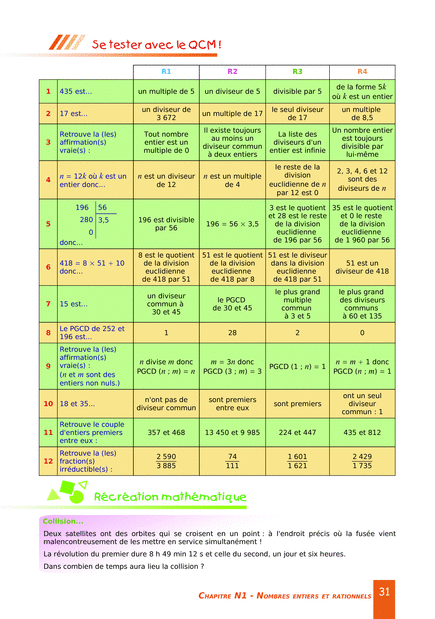 Se tester avec le QCM !
R1 R2 R3 R4
1 435 est... un multiple de 5 un diviseur de 5 divisible par 5 de la forme 5k
où k est un entier
2 17 est... un diviseur de
3 672 un multiple de 17 le seul diviseur
de 17 un multiple
de 8,5
3 Retrouve la (les)
affirmation(s)
vraie(s) : Tout nombre
entier est un
multiple de 0 Il existe toujours
au moins un
diviseur commun
à deux entiers La liste des
diviseurs d'un
entier est infinie Un nombre entier
est toujours
divisible par
lui-même
4 n = 12k où k est un
entier donc... n est un diviseur
de 12 n est un multiple
de 4 le reste de la
division
euclidienne de n
par 12 est 0 2, 3, 4, 6 et 12
sont des
diviseurs de n
5 196 56
280 3,5
0
donc... 196 est divisible
par 56 196 = 56 × 3,5 3 est le quotient
et 28 est le reste
de la division
euclidienne
de 196 par 56 35 est le quotient
et 0 le reste
de la division
euclidienne
de 1 960 par 56
6 418 = 8 × 51 + 10
donc... 8 est le quotient
de la division
euclidienne
de 418 par 51 51 est le quotient
de la division
euclidienne
de 418 par 8 51 est le diviseur
dans la division
euclidienne
de 418 par 51 51 est un
diviseur de 418
7 15 est... un diviseur
commun à
30 et 45 le PGCD
de 30 et 45 le plus grand
multiple
commun
à 3 et 5 le plus grand
des diviseurs
communs
à 60 et 135
8 Le PGCD de 252 et
196 est... 1 28 2 0
9 Retrouve la (les)
affirmation(s)
vraie(s) :
(n et m sont des
entiers non nuls.) n divise m donc
PGCD (n ; m) = n m = 3n donc
PGCD (3 ; m) = 3 PGCD (1 ; n) = 1 n = m + 1 donc
PGCD (n ; m) = 1
10 18 et 35... n'ont pas de
diviseur commun sont premiers
entre eux sont premiers ont un seul
diviseur
commun : 1
11 Retrouve le couple
d'entiers premiers
entre eux : 357 et 468 13 450 et 9 985 224 et 447 435 et 812
12 Retrouve la (les)
fraction(s)
irréductible(s) : 2 590
3 885 74
111 1 601
1 621 2 429
1 735
Récréation mathématique
Collision...
Deux satellites ont des orbites qui se croisent en un point : à l'endroit précis où la fusée vient
malencontreusement de les mettre en service simultanément !
La révolution du premier dure 8 h 49 min 12 s et celle du second, un jour et six heures.
Dans combien de temps aura lieu la collision ?
CHAPITRE N1 - NOMBRES ENTIERS ET RATIONNELS 31